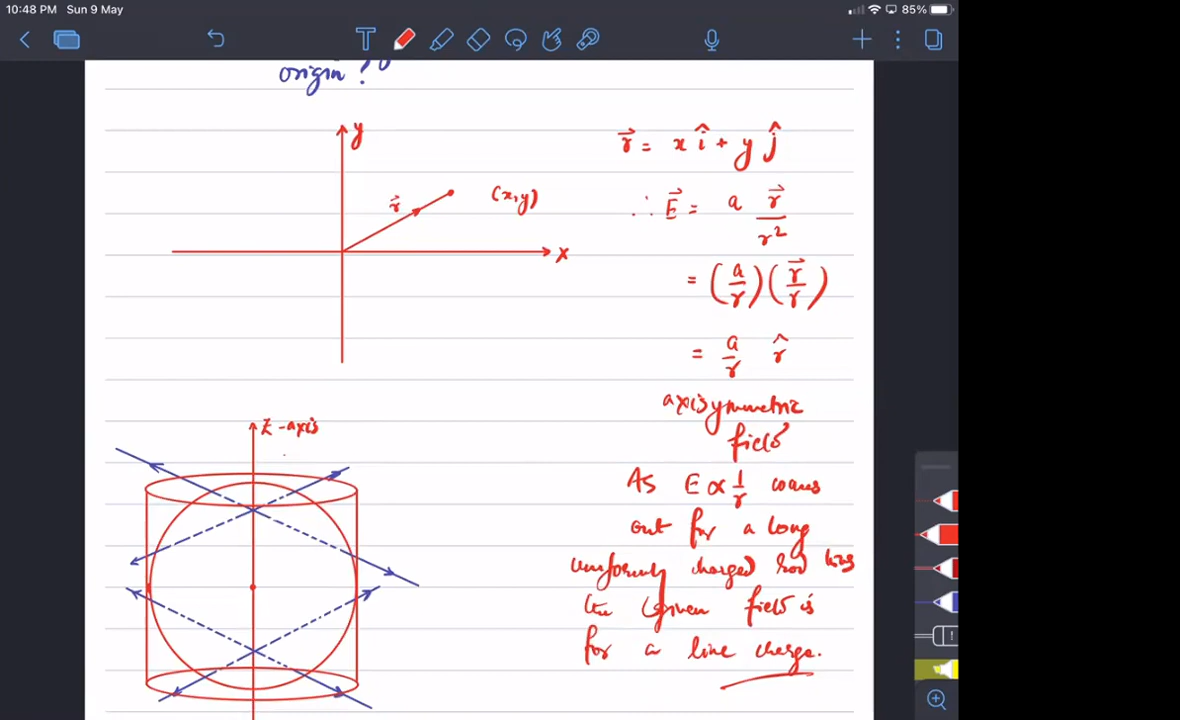 10:48 PM Sun 9 May
85%
T
origin?
y
r⃗
(x,y)
x
r⃗ = x î + y ĵ
∴ E⃗ = a r⃗/r²
= (a/r)(r⃗/r)
= a/r r̂
axisymmetric
field
z-axis
As E ∝ 1/r comes
out for a long
uniformly charged rod
the given field is
for a line charge.